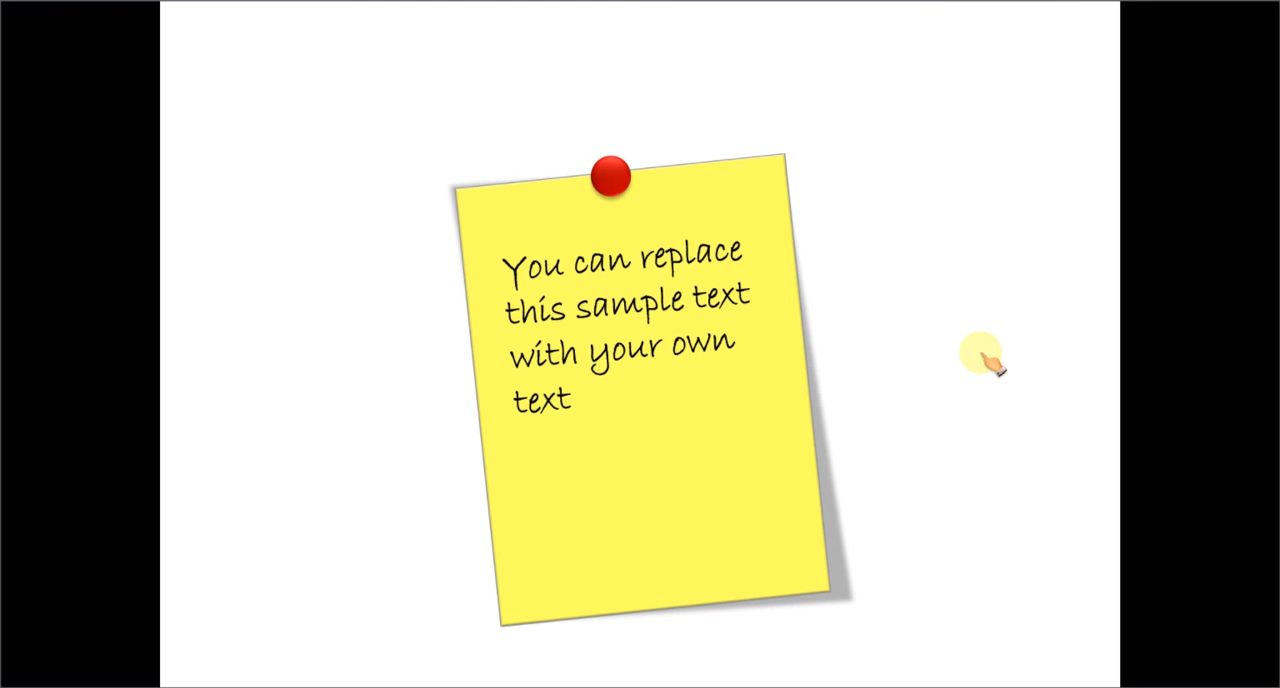 You can replace
this sample text
with your own
text